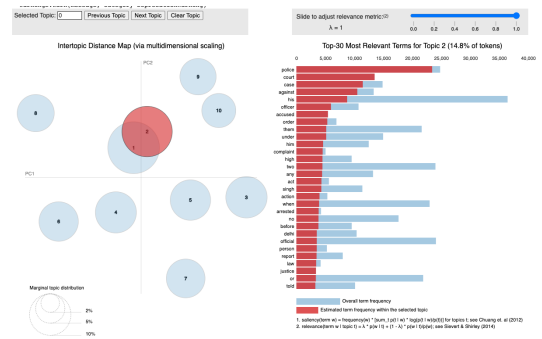 Selected Topic: 0 Previous Topic Next Topic Clear Topic
Slide to adjust relevance metric:(2)
λ = 1
0.0 0.2 0.4 0.6 0.8 1.0
Intertopic Distance Map (via multidimensional scaling)
PC2
PC1
9
10
8
2
1
3
5
4
6
7
Marginal topic distribution
2%
5%
10%
Top-30 Most Relevant Terms for Topic 2 (14.8% of tokens)
0 5,000 10,000 15,000 20,000 25,000 30,000 35,000 40,000
police
court
case
against
his
officer
accused
order
them
under
him
complaint
high
two
any
act
singh
action
when
arrested
no
before
delhi
official
person
report
law
justice
or
told
Overall term frequency
Estimated term frequency within the selected topic
1. saliency(term w) = frequency(w) * [sum_t p(t | w) * log(p(t | w)/p(t))] for topics t; see Chuang et. al (2012)
2. relevance(term w | topic t) = λ * p(w | t) + (1 - λ) * p(w | t)/p(w); see Sievert & Shirley (2014)